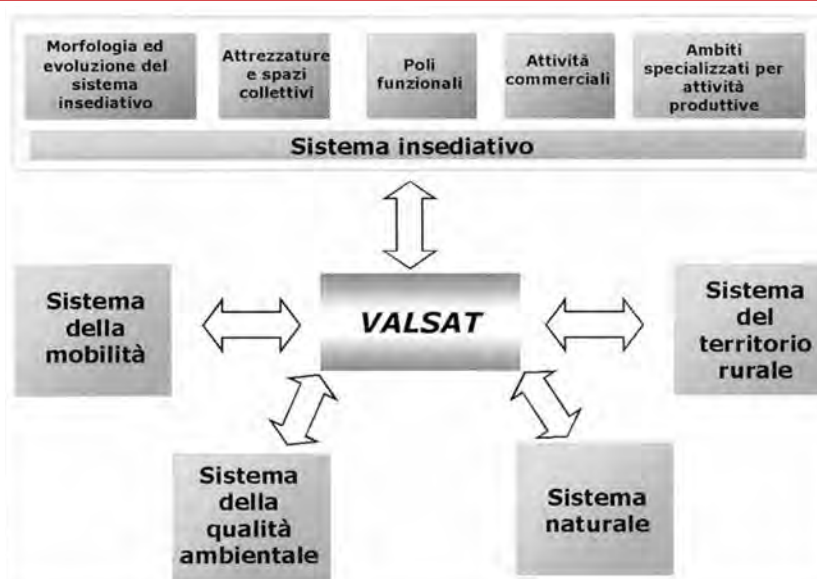 Morfologia ed
evoluzione del
sistema
insediativo
Attrezzature
e spazi
collettivi
Poli
funzionali
Attività
commerciali
Ambiti
specializzati per
attività
produttive
Sistema insediativo
Sistema
della
mobilità
VALSAT
Sistema
del
territorio
rurale
Sistema
della
qualità
ambientale
Sistema
naturale